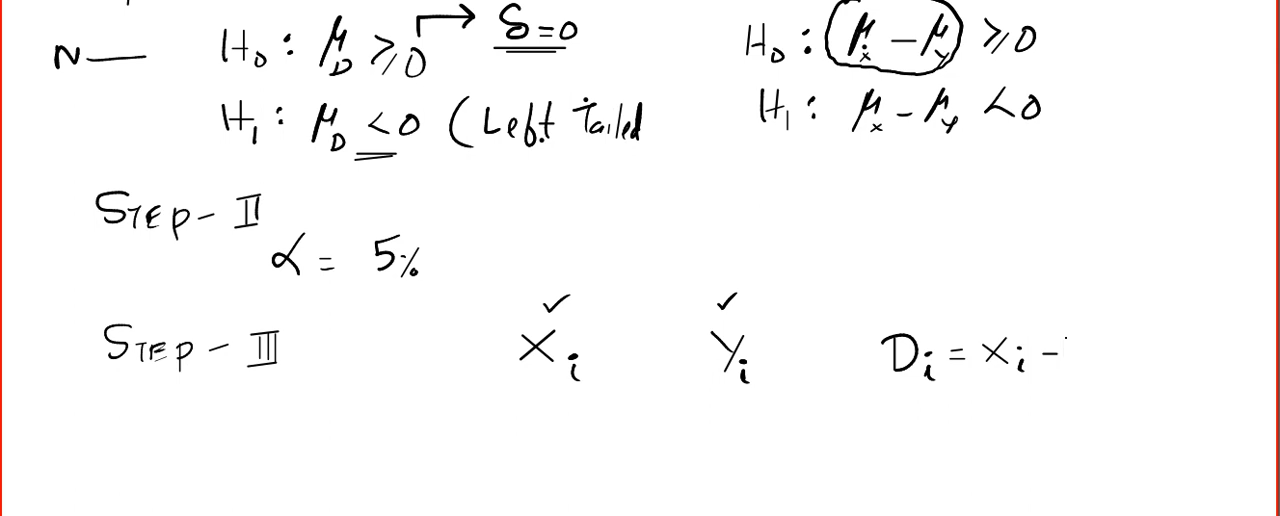 N— H₀ : μ_D ≥ 0 → δ = 0 H₀ : μ_x − μ_y ≥ 0
H₁ : μ_D < 0 (Left tailed H₁ : μ_x − μ_y < 0
STEP - II
α = 5%
✓ ✓
STEP - III X_i Y_i D_i = X_i −